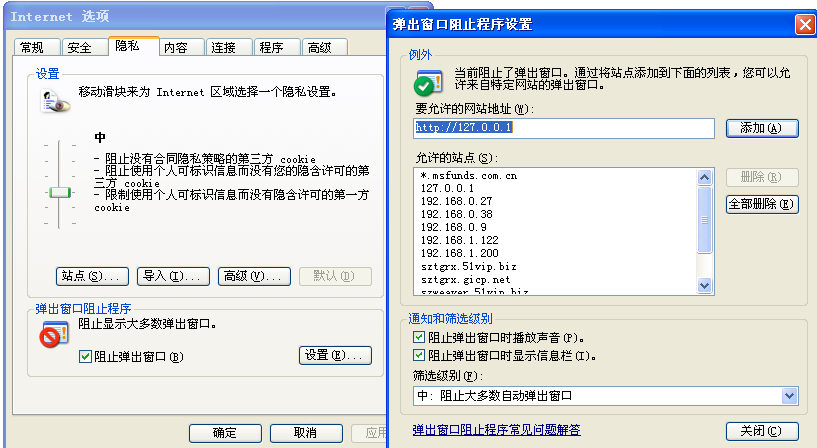 Internet 选项
常规
安全
隐私
内容
连接
程序
高级
设置
移动滑块来为 Internet 区域选择一个隐私设置。
中
- 阻止没有合同隐私策略的第三方 cookie
- 阻止使用个人可标识信息而没有您的隐含许可的第
三方 cookie
- 限制使用个人可标识信息而没有隐含许可的第一方
cookie
站点(S)...
导入(I)...
高级(V)...
默认(D)
弹出窗口阻止程序
阻止显示大多数弹出窗口。
阻止弹出窗口(B)
设置(E)...
确定
取消
应用
弹出窗口阻止程序设置
例外
当前阻止了弹出窗口。通过将站点添加到下面的列表，您可以允
许来自特定网站的弹出窗口。
要允许的网站地址(W):
http://127.0.0.1
添加(A)
允许的站点(S):
*.msfunds.com.cn
127.0.0.1
192.168.0.27
192.168.0.38
192.168.0.9
192.168.1.122
192.168.1.200
sztgrx.51vip.biz
sztgrx.gicp.net
szweaver.51vip.biz
删除(R)
全部删除(E)
通知和筛选级别
阻止弹出窗口时播放声音(P)。
阻止弹出窗口时显示信息栏(I)。
筛选级别(F):
中: 阻止大多数自动弹出窗口
弹出窗口阻止程序常见问题解答
关闭(C)